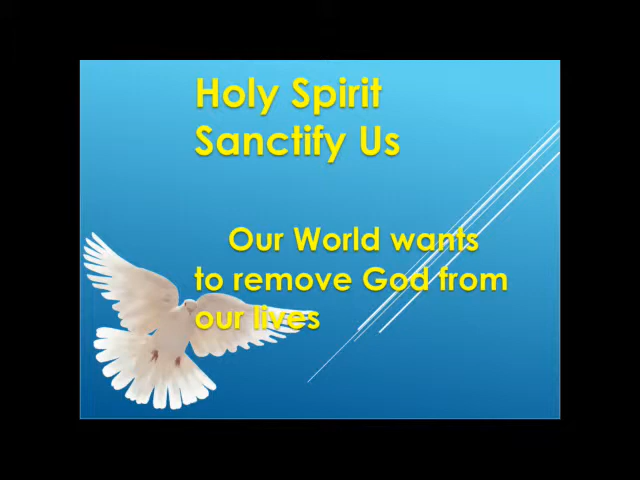 Holy Spirit
Sanctify Us
Our World wants
to remove God from
our lives